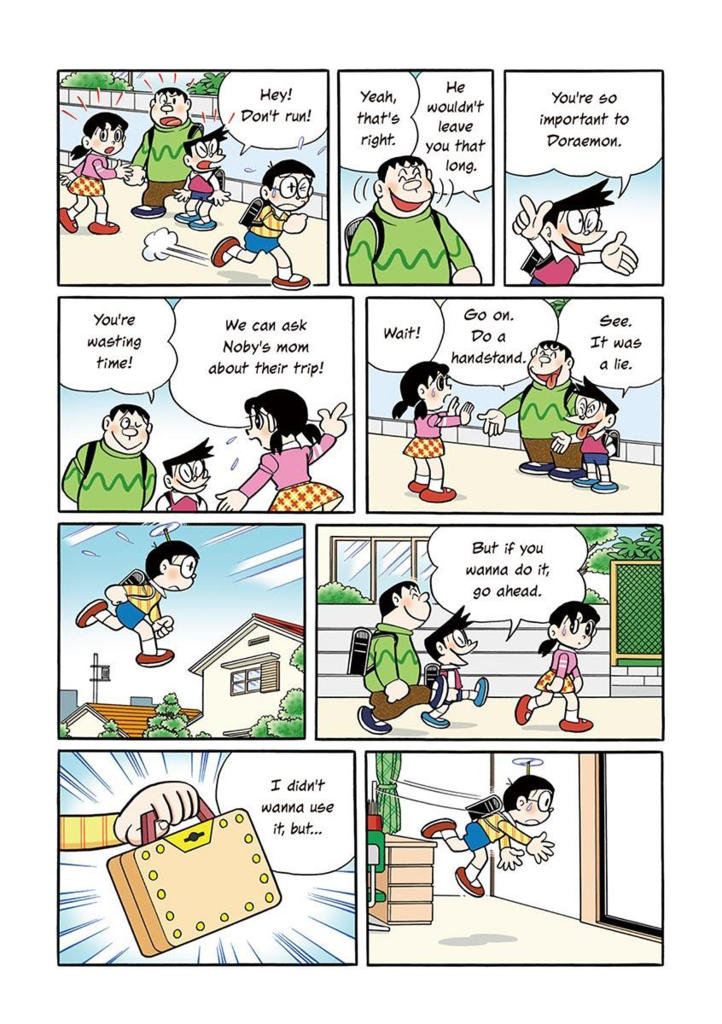 Hey!
Don't run!
Yeah,
that's
right.
He
wouldn't
leave
you that
long.
You're so
important to
Doraemon.
You're
wasting
time!
We can ask
Noby's mom
about their trip!
Wait!
Go on.
Do a
handstand.
See.
It was
a lie.
But if you
wanna do it,
go ahead.
I didn't
wanna use
it, but...